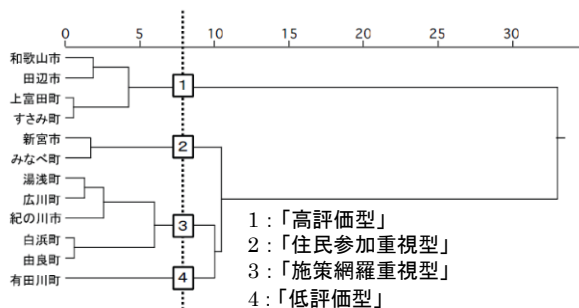 0 5 10 15 20 25 30
和歌山市
田辺市
上富田町
すさみ町
新宮市
みなべ町
湯浅町
広川町
紀の川市
白浜町
由良町
有田川町
1
2
3
4
1：「高評価型」
2：「住民参加重視型」
3：「施策網羅重視型」
4：「低評価型」